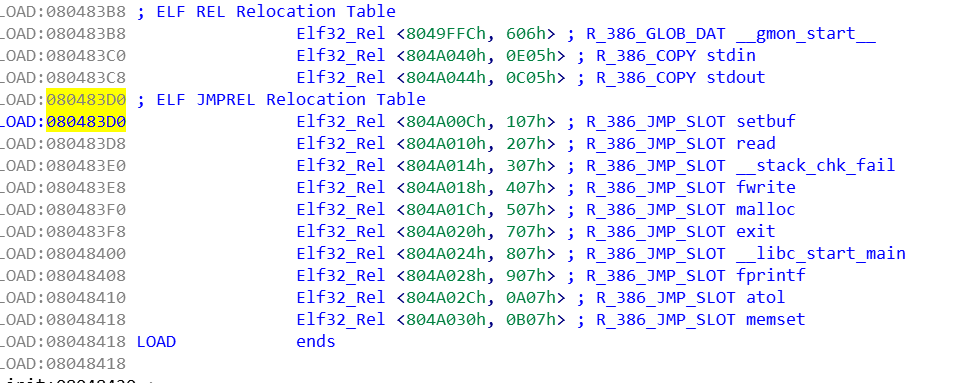 LOAD:080483B8 ; ELF REL Relocation Table
LOAD:080483B8 Elf32_Rel <8049FFCh, 606h> ; R_386_GLOB_DAT __gmon_start__
LOAD:080483C0 Elf32_Rel <804A040h, 0E05h> ; R_386_COPY stdin
LOAD:080483C8 Elf32_Rel <804A044h, 0C05h> ; R_386_COPY stdout
LOAD:080483D0 ; ELF JMPREL Relocation Table
LOAD:080483D0 Elf32_Rel <804A00Ch, 107h> ; R_386_JMP_SLOT setbuf
LOAD:080483D8 Elf32_Rel <804A010h, 207h> ; R_386_JMP_SLOT read
LOAD:080483E0 Elf32_Rel <804A014h, 307h> ; R_386_JMP_SLOT __stack_chk_fail
LOAD:080483E8 Elf32_Rel <804A018h, 407h> ; R_386_JMP_SLOT fwrite
LOAD:080483F0 Elf32_Rel <804A01Ch, 507h> ; R_386_JMP_SLOT malloc
LOAD:080483F8 Elf32_Rel <804A020h, 707h> ; R_386_JMP_SLOT exit
LOAD:08048400 Elf32_Rel <804A024h, 807h> ; R_386_JMP_SLOT __libc_start_main
LOAD:08048408 Elf32_Rel <804A028h, 907h> ; R_386_JMP_SLOT fprintf
LOAD:08048410 Elf32_Rel <804A02Ch, 0A07h> ; R_386_JMP_SLOT atol
LOAD:08048418 Elf32_Rel <804A030h, 0B07h> ; R_386_JMP_SLOT memset
LOAD:08048418 LOAD ends
LOAD:08048418